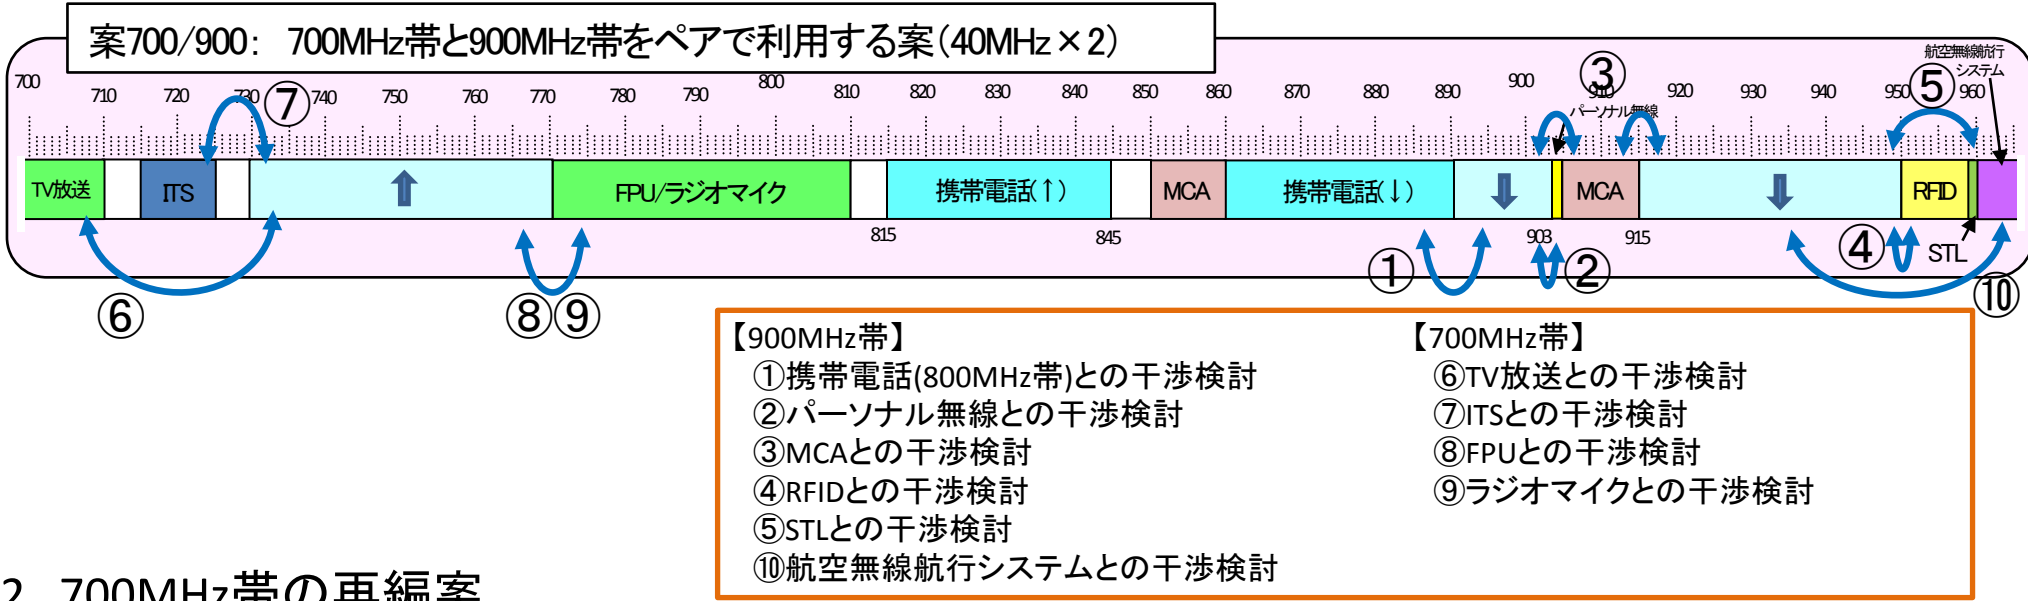 案700/900: 700MHz帯と900MHz帯をペアで利用する案(40MHz×2)
航空無線航行
システム
700 710 720 730 740 750 760 770 780 790 800 810 820 830 840 850 860 870 880 890 900 910 920 930 940 950 960
⑦ ③ ⑤
パーソナル無線
TV放送 ITS ⇧ FPU/ラジオマイク 携帯電話(↑) MCA 携帯電話(↓) ⇩ MCA ⇩ RFID
815 845 903 915 STL
⑥ ⑧⑨ ① ② ④ ⑩
【900MHz帯】
①携帯電話(800MHz帯)との干渉検討
②パーソナル無線との干渉検討
③MCAとの干渉検討
④RFIDとの干渉検討
⑤STLとの干渉検討
⑩航空無線航行システムとの干渉検討
【700MHz帯】
⑥TV放送との干渉検討
⑦ITSとの干渉検討
⑧FPUとの干渉検討
⑨ラジオマイクとの干渉検討
2 700MHz帯の再編案